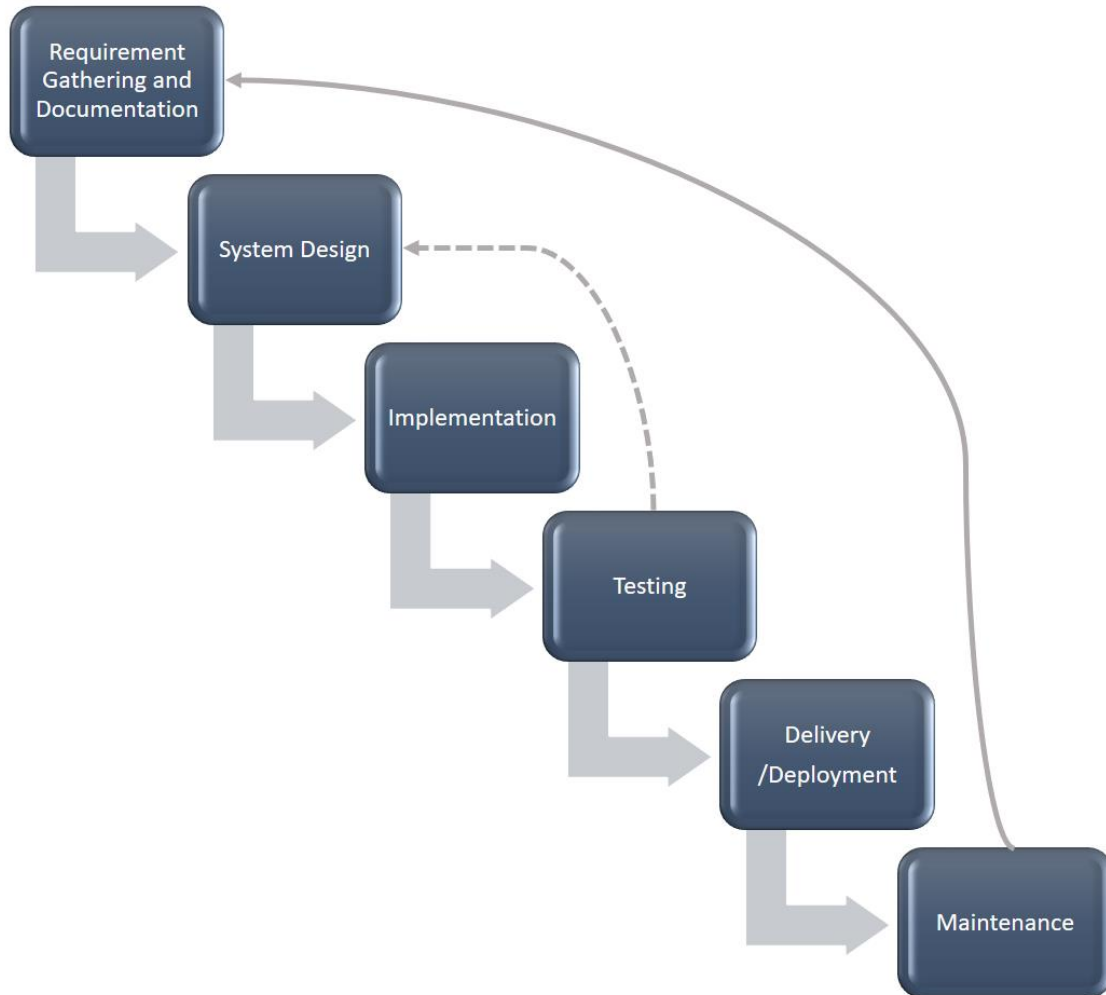 Requirement
Gathering and
Documentation
System Design
Implementation
Testing
Delivery
/Deployment
Maintenance